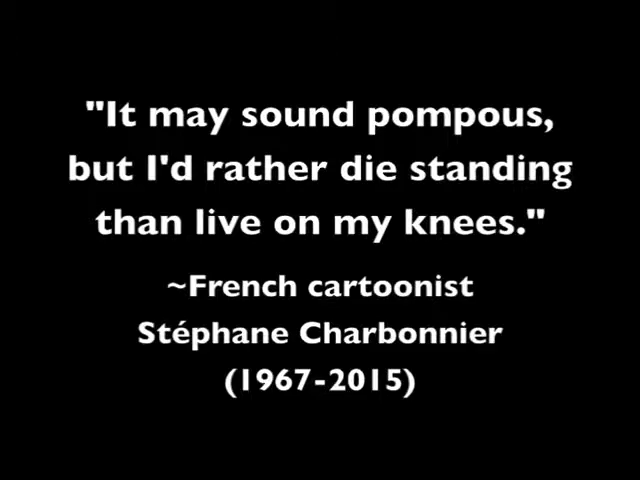 "It may sound pompous,
but I'd rather die standing
than live on my knees."
~French cartoonist
Stéphane Charbonnier
(1967-2015)